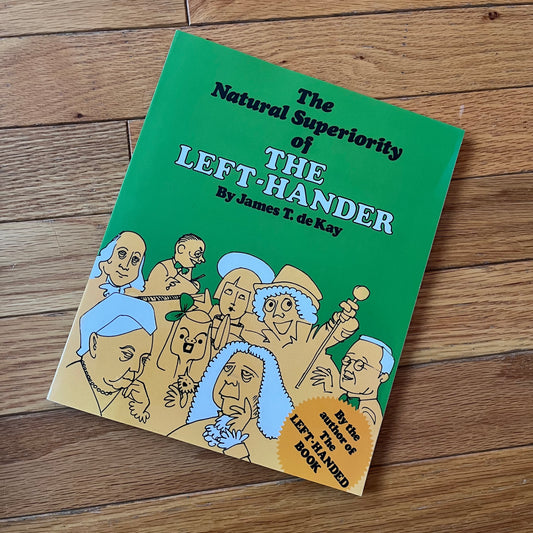 The
Natural Superiority
of
THE
LEFT-HANDER
By James T. de Kay
By the
author of
The
LEFT-HANDED
BOOK